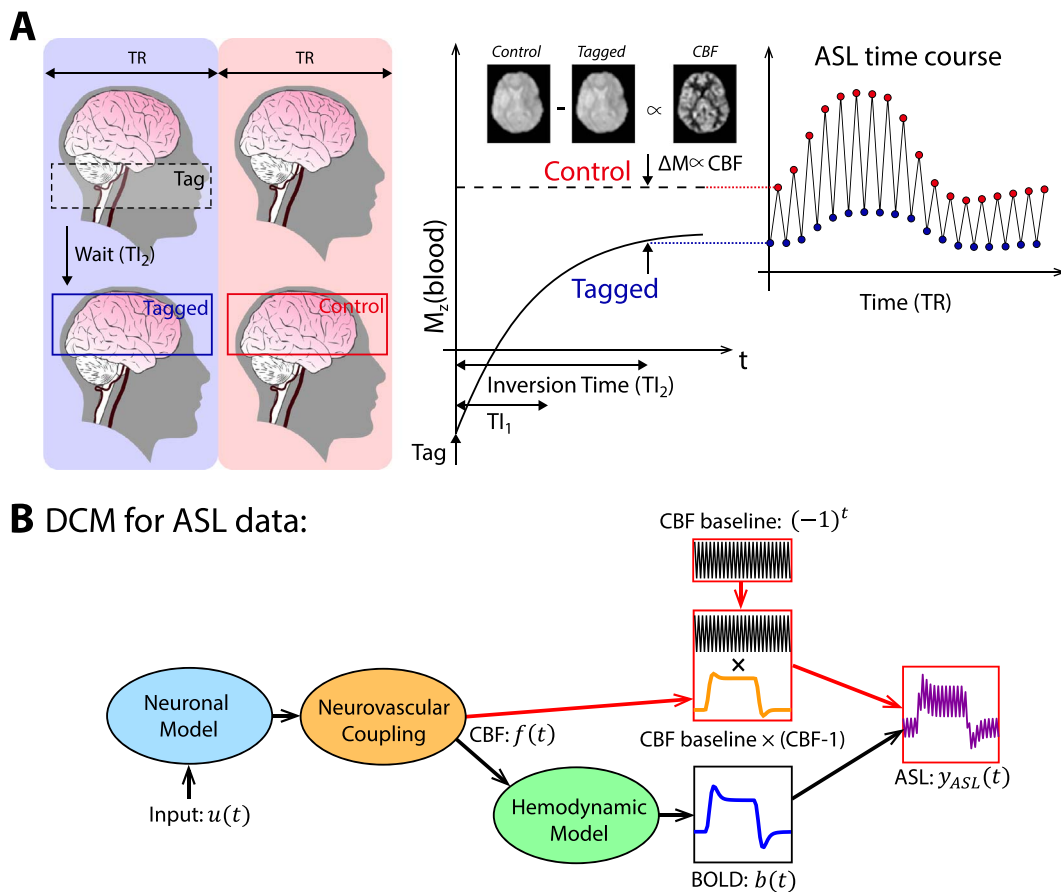 A
TR
TR
Tag
Wait (TI₂)
Tagged
Control
Control
Tagged
CBF
-
∝
ΔM∝ CBF
Control
Tagged
M_z(blood)
t
Inversion Time (TI₂)
TI₁
Tag
ASL time course
Time (TR)
B DCM for ASL data:
CBF baseline: (−1)ᵗ
×
CBF baseline × (CBF-1)
Neuronal
Model
Neurovascular
Coupling
CBF: f(t)
Input: u(t)
Hemodynamic
Model
BOLD: b(t)
ASL: y_ASL(t)